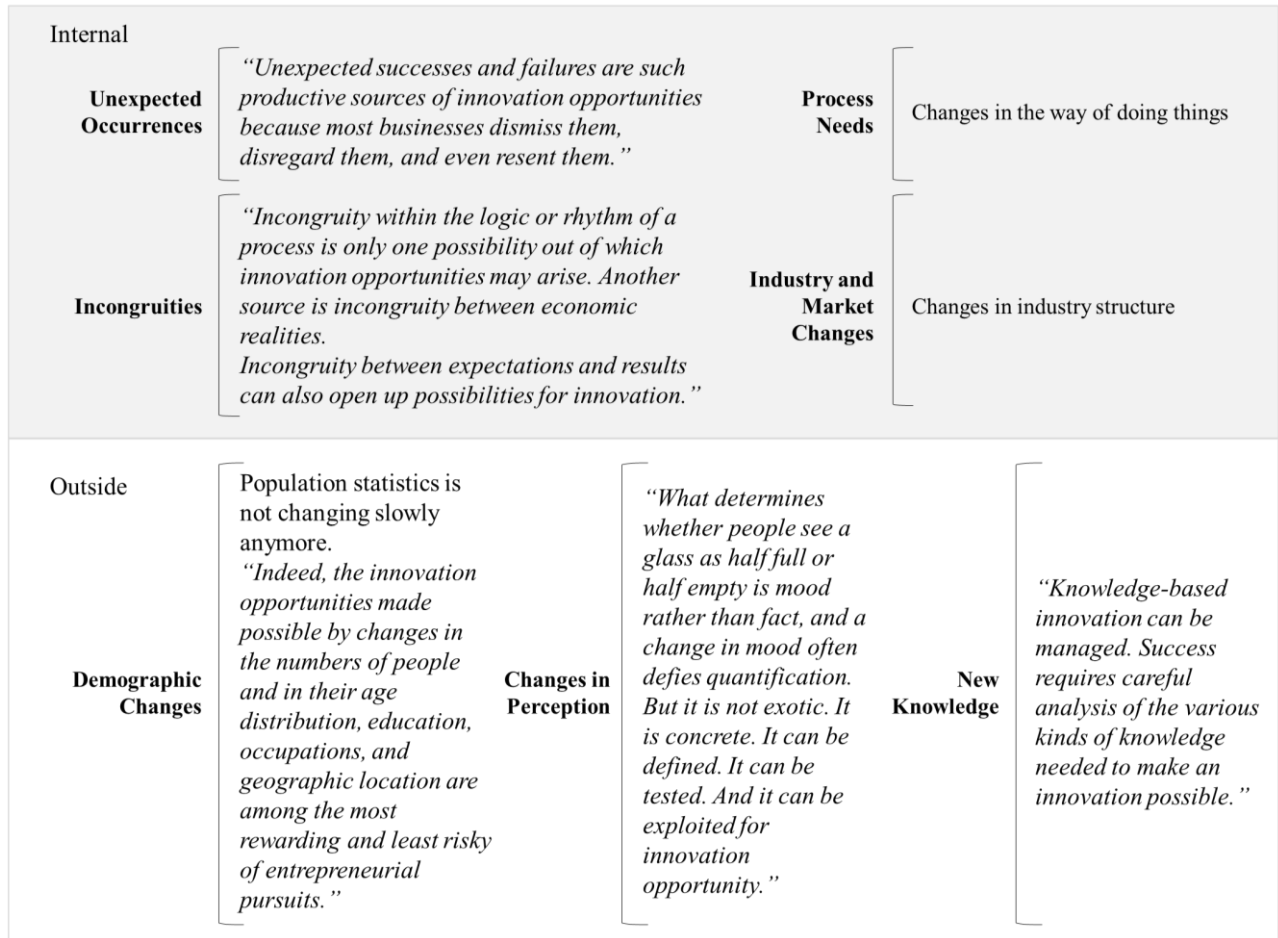 Internal
Unexpected
Occurrences
“Unexpected successes and failures are such
productive sources of innovation opportunities
because most businesses dismiss them,
disregard them, and even resent them.”
Process
Needs
Changes in the way of doing things
Incongruities
“Incongruity within the logic or rhythm of a
process is only one possibility out of which
innovation opportunities may arise. Another
source is incongruity between economic
realities.
Incongruity between expectations and results
can also open up possibilities for innovation.”
Industry and
Market
Changes
Changes in industry structure
Outside
Demographic
Changes
Population statistics is
not changing slowly
anymore.
“Indeed, the innovation
opportunities made
possible by changes in
the numbers of people
and in their age
distribution, education,
occupations, and
geographic location are
among the most
rewarding and least risky
of entrepreneurial
pursuits.”
Changes in
Perception
“What determines
whether people see a
glass as half full or
half empty is mood
rather than fact, and a
change in mood often
defies quantification.
But it is not exotic. It
is concrete. It can be
defined. It can be
tested. And it can be
exploited for
innovation
opportunity.”
New
Knowledge
“Knowledge-based
innovation can be
managed. Success
requires careful
analysis of the various
kinds of knowledge
needed to make an
innovation possible.”